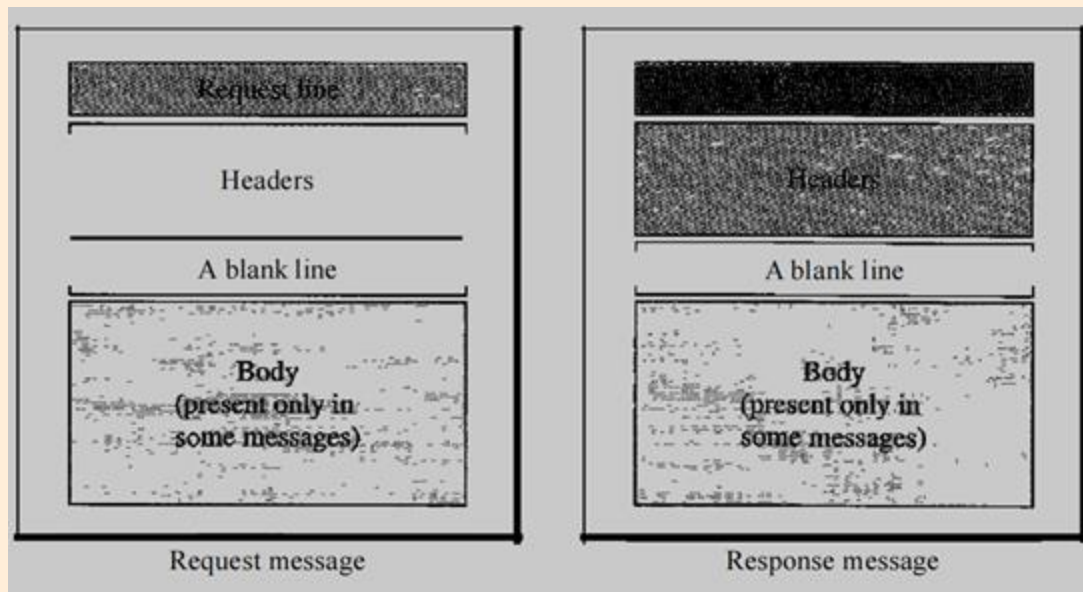 Request line
Headers
A blank line
Body
(present only in
some messages)
Request message
Headers
A blank line
Body
(present only in
some messages)
Response message